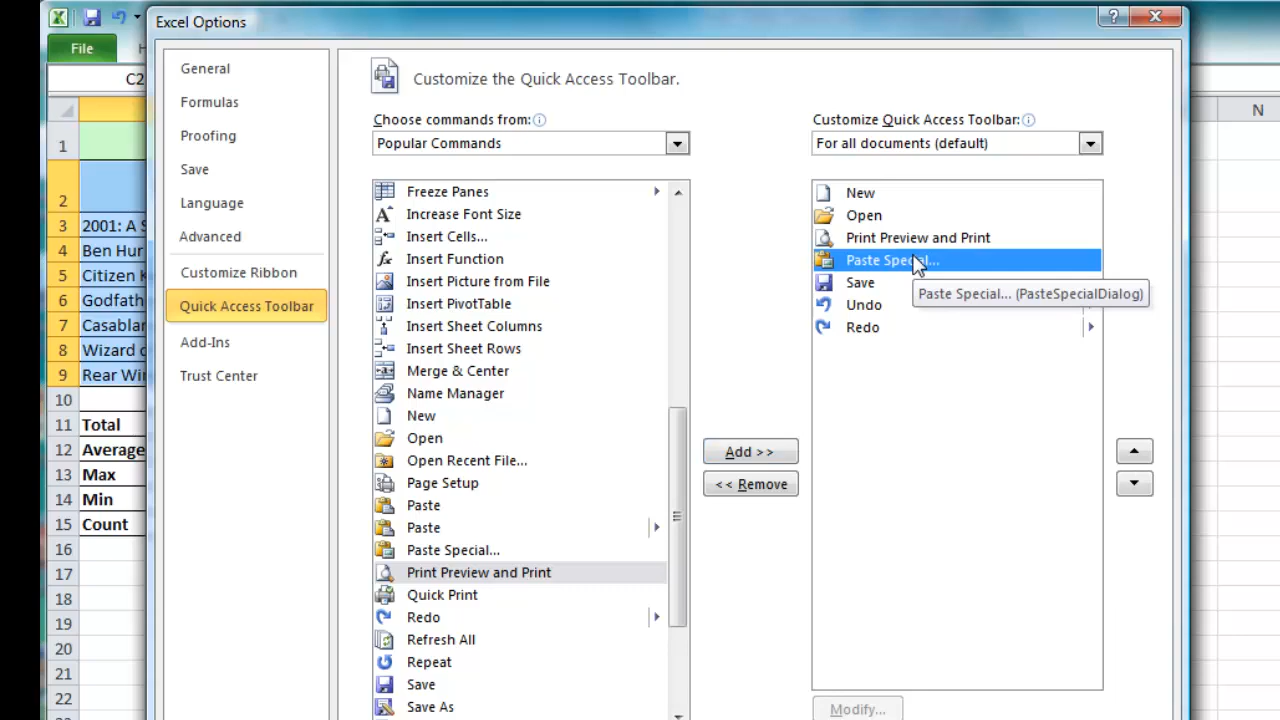 Excel Options
File
C2
N
1
2
3 2001: A S
4 Ben Hur
5 Citizen K
6 Godfath
7 Casablan
8 Wizard o
9 Rear Win
10
11 Total
12 Average
13 Max
14 Min
15 Count
16
17
18
19
20
21
22
General
Formulas
Proofing
Save
Language
Advanced
Customize Ribbon
Quick Access Toolbar
Add-Ins
Trust Center
Customize the Quick Access Toolbar.
Choose commands from:
Popular Commands
Freeze Panes
Increase Font Size
Insert Cells...
Insert Function
Insert Picture from File
Insert PivotTable
Insert Sheet Columns
Insert Sheet Rows
Merge & Center
Name Manager
New
Open
Open Recent File...
Page Setup
Paste
Paste
Paste Special...
Print Preview and Print
Quick Print
Redo
Refresh All
Repeat
Save
Save As
Add >>
<< Remove
Customize Quick Access Toolbar:
For all documents (default)
New
Open
Print Preview and Print
Paste Special...
Save
Undo
Redo
Paste Special... (PasteSpecialDialog)
Modify...